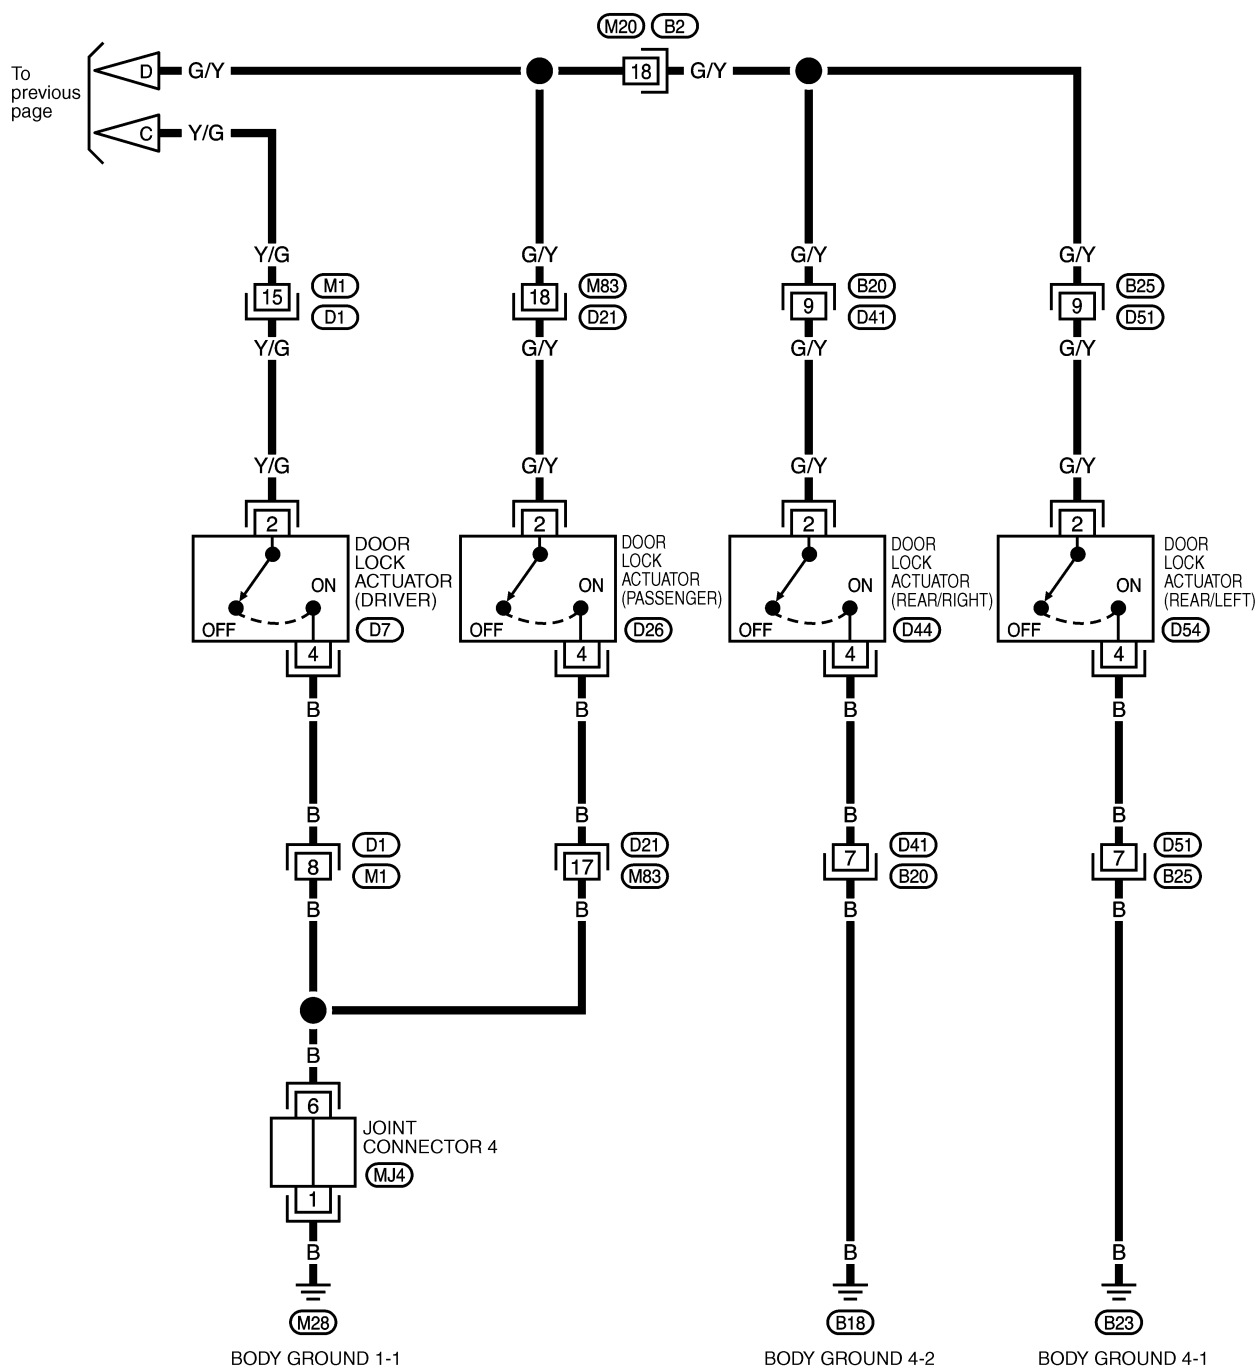 M20 B2
To
previous
page
D G/Y 18 G/Y
C Y/G
Y/G G/Y G/Y G/Y
15 M1 18 M83 9 B20 9 B25
D1 D21 D41 D51
Y/G G/Y G/Y G/Y
Y/G G/Y G/Y G/Y
2 2 2 2
DOOR
LOCK
ACTUATOR
(DRIVER)
D7
ON
OFF
DOOR
LOCK
ACTUATOR
(PASSENGER)
D26
ON
OFF
DOOR
LOCK
ACTUATOR
(REAR/RIGHT)
D44
ON
OFF
DOOR
LOCK
ACTUATOR
(REAR/LEFT)
D54
ON
OFF
4 4 4 4
B B B B
B B B B
8 D1 17 D21 7 D41 7 D51
M1 M83 B20 B25
B B B B
B
6
JOINT
CONNECTOR 4
MJ4
1
B B B
M28 B18 B23
BODY GROUND 1-1 BODY GROUND 4-2 BODY GROUND 4-1